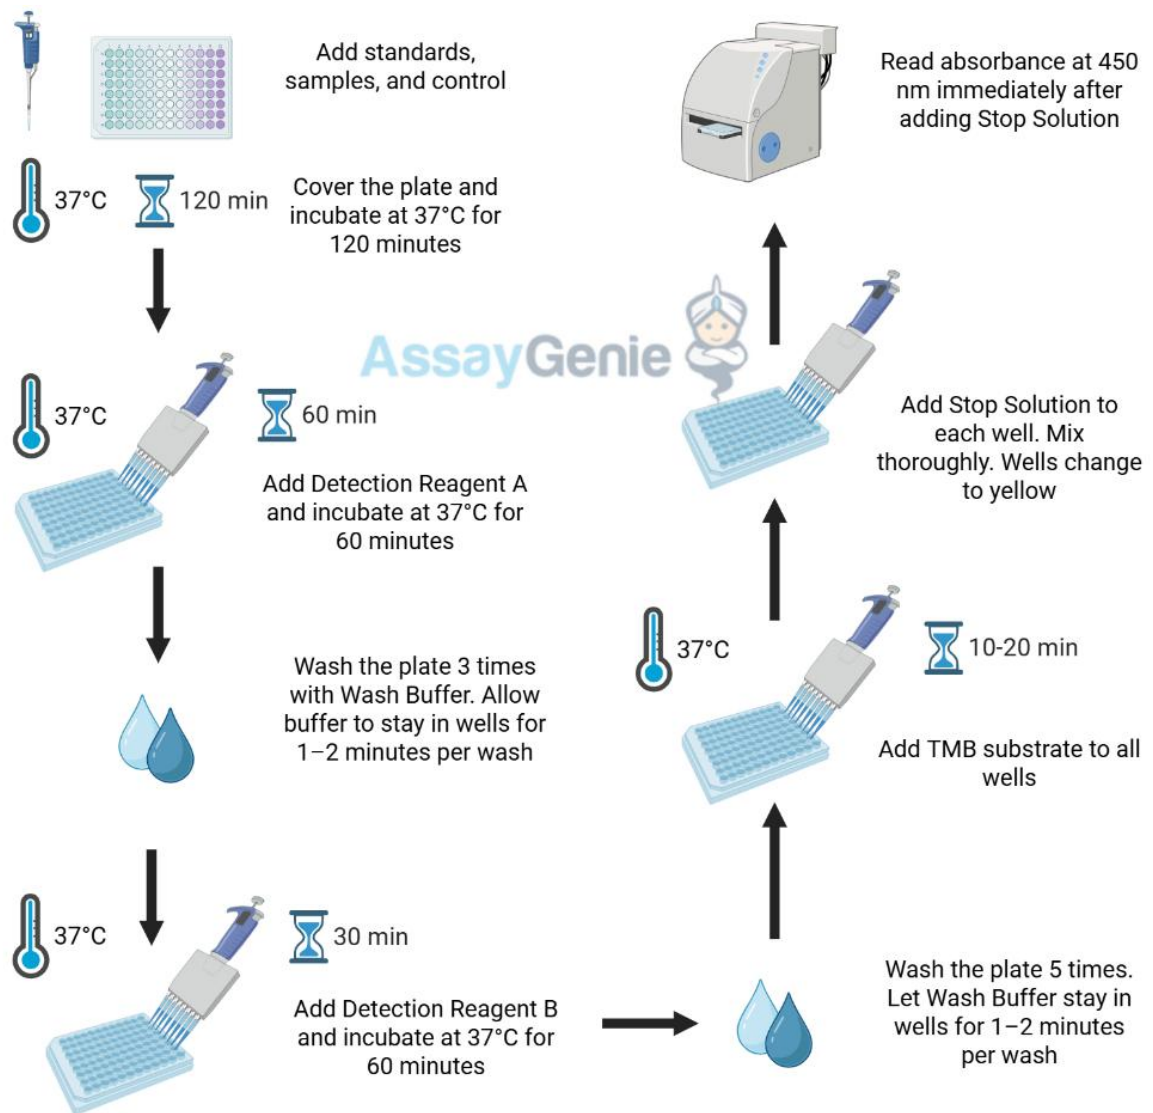 Add standards,
samples, and control
37°C
120 min
Cover the plate and
incubate at 37°C for
120 minutes
37°C
60 min
Add Detection Reagent A
and incubate at 37°C for
60 minutes
Wash the plate 3 times
with Wash Buffer. Allow
buffer to stay in wells for
1–2 minutes per wash
37°C
30 min
Add Detection Reagent B
and incubate at 37°C for
60 minutes
Wash the plate 5 times.
Let Wash Buffer stay in
wells for 1–2 minutes
per wash
37°C
10-20 min
Add TMB substrate to all
wells
Add Stop Solution to
each well. Mix
thoroughly. Wells change
to yellow
Read absorbance at 450
nm immediately after
adding Stop Solution
AssayGenie